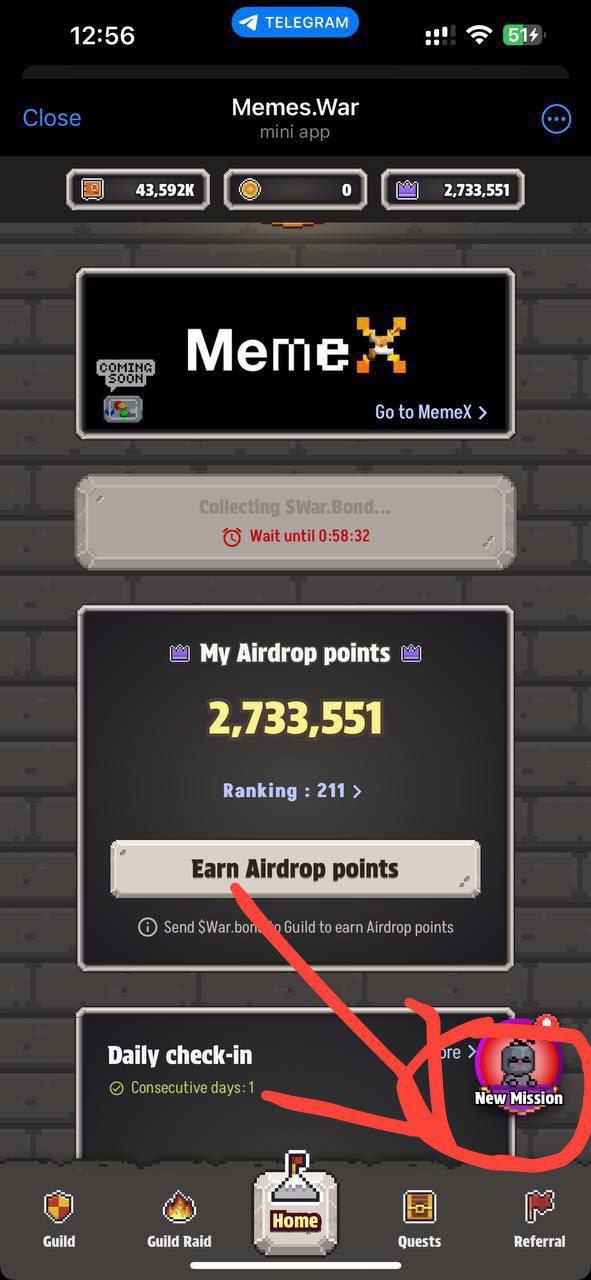 12:56
TELEGRAM
51
Close
Memes.War
mini app
43,592K
0
2,733,551
MemeX
COMING
SOON
Go to MemeX
Collecting $War.Bond...
Wait until 0:58:32
My Airdrop points
2,733,551
Ranking : 211
Earn Airdrop points
Send $War.bond to Guild to earn Airdrop points
Daily check-in
ore
Consecutive days: 1
New Mission
Guild
Guild Raid
Home
Quests
Referral